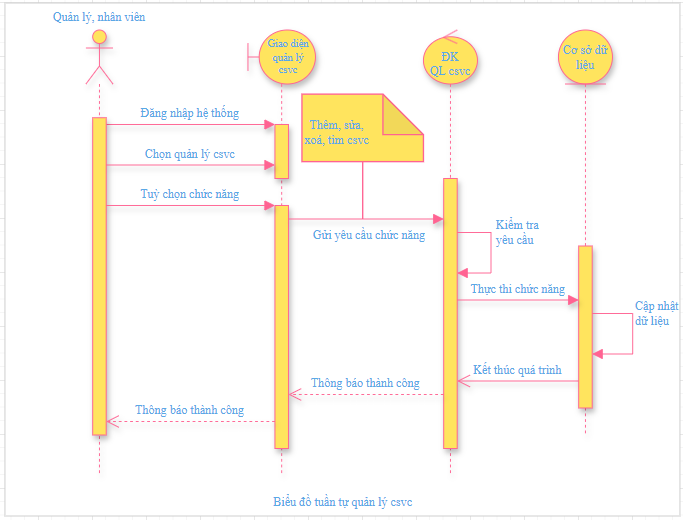 Quản lý, nhân viên
Giao diện
quản lý
csvc
ĐK
QL csvc
Cơ sở dữ
liệu
Đăng nhập hệ thống
Thêm, sửa,
xoá, tìm csvc
Chọn quản lý csvc
Tuỳ chọn chức năng
Gửi yêu cầu chức năng
Kiểm tra
yêu cầu
Thực thi chức năng
Cập nhật
dữ liệu
Kết thúc quá trình
Thông báo thành công
Thông báo thành công
Biểu đồ tuần tự quản lý csvc